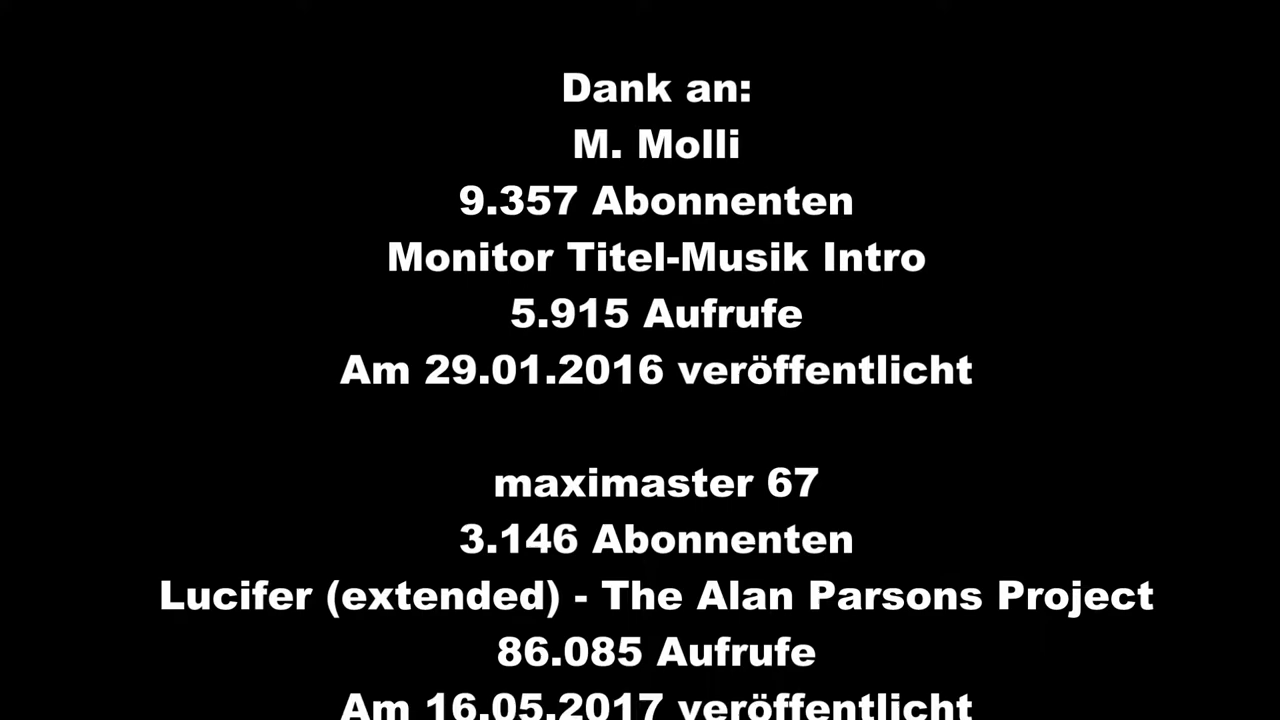 Dank an:
M. Molli
9.357 Abonnenten
Monitor Titel-Musik Intro
5.915 Aufrufe
Am 29.01.2016 veröffentlicht
maximaster 67
3.146 Abonnenten
Lucifer (extended) - The Alan Parsons Project
86.085 Aufrufe
Am 16.05.2017 veröffentlicht